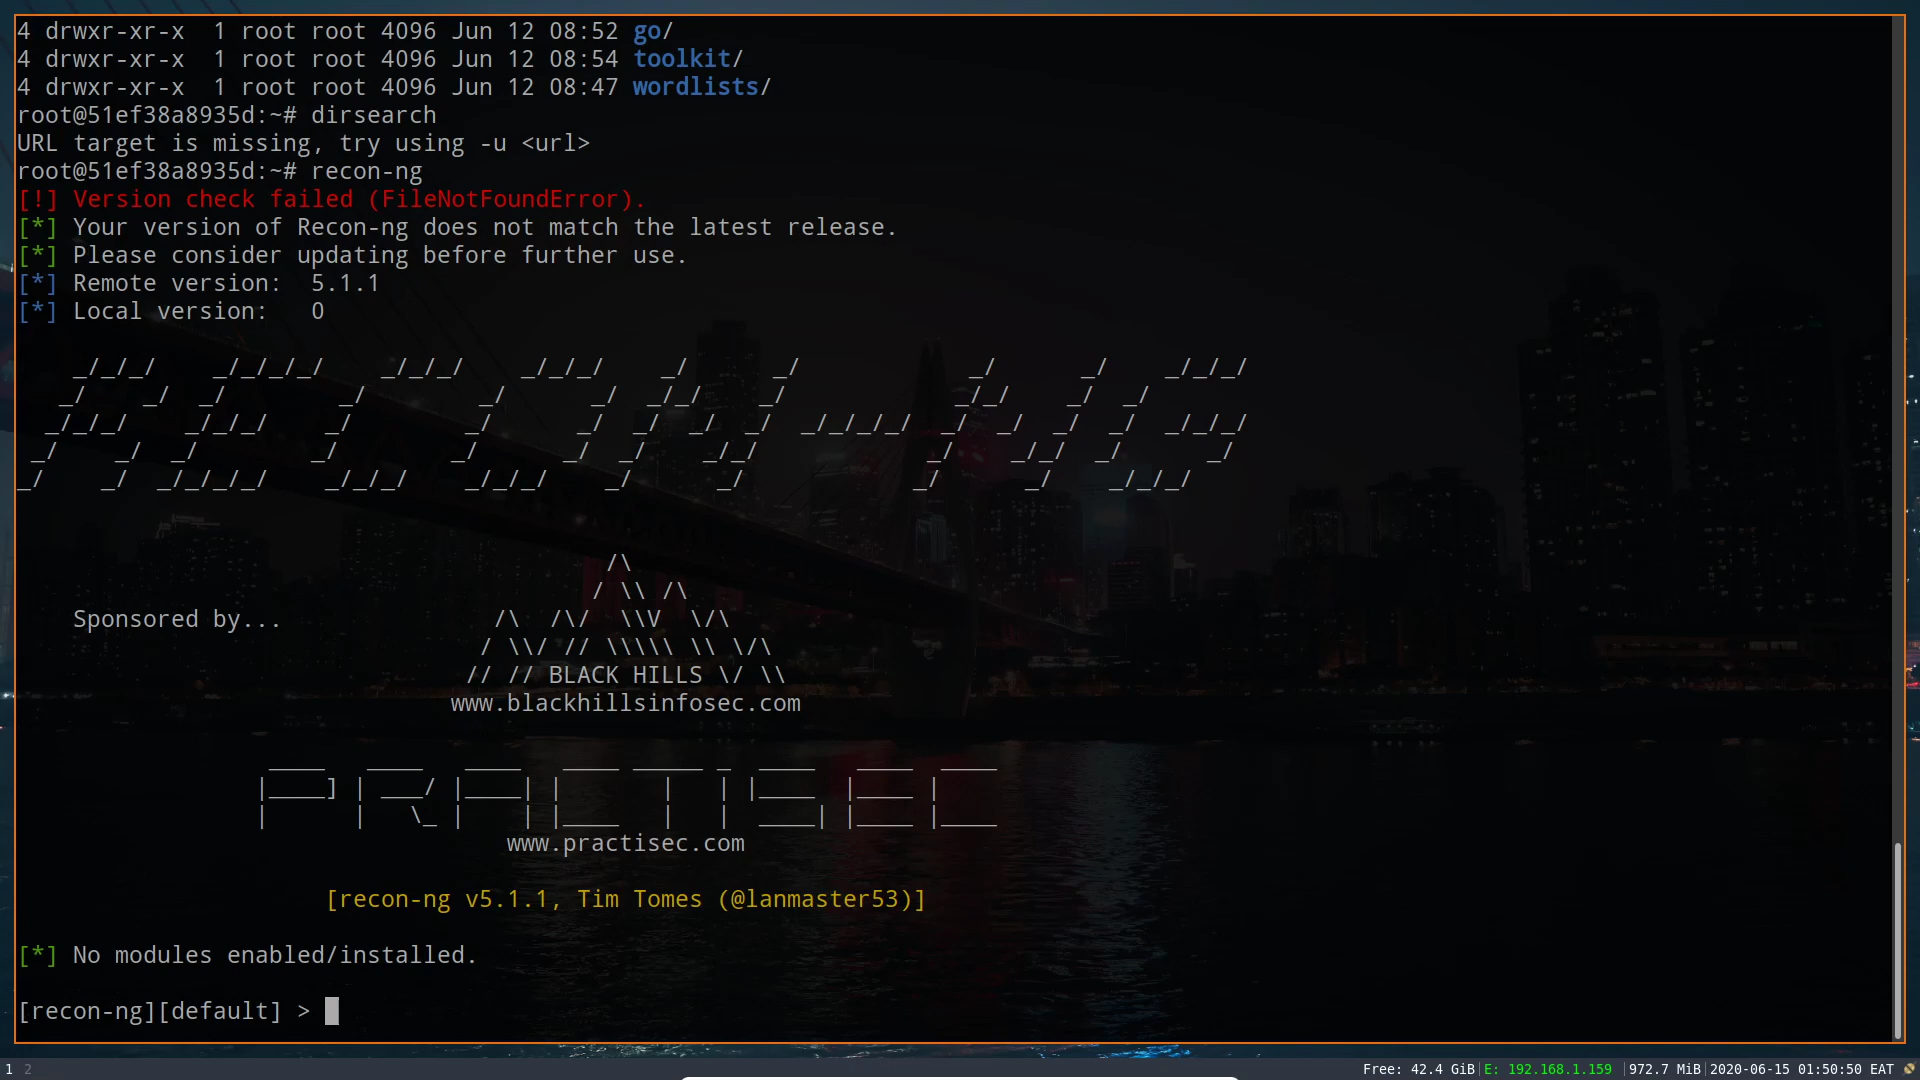 4 drwxr-xr-x  1 root root 4096 Jun 12 08:52 go/
4 drwxr-xr-x  1 root root 4096 Jun 12 08:54 toolkit/
4 drwxr-xr-x  1 root root 4096 Jun 12 08:47 wordlists/
root@51ef38a8935d:~# dirsearch
URL target is missing, try using -u <url>
root@51ef38a8935d:~# recon-ng
[!] Version check failed (FileNotFoundError).
[*] Your version of Recon-ng does not match the latest release.
[*] Please consider updating before further use.
[*] Remote version:  5.1.1
[*] Local version:   0
RECON-NG
Sponsored by...
BLACK HILLS
www.blackhillsinfosec.com
PRACTISEC
www.practisec.com
[recon-ng v5.1.1, Tim Tomes (@lanmaster53)]
[*] No modules enabled/installed.
[recon-ng][default] >
1 2 Free: 42.4 GiB|E: 192.168.1.159 |972.7 MiB|2020-06-15 01:50:50 EAT